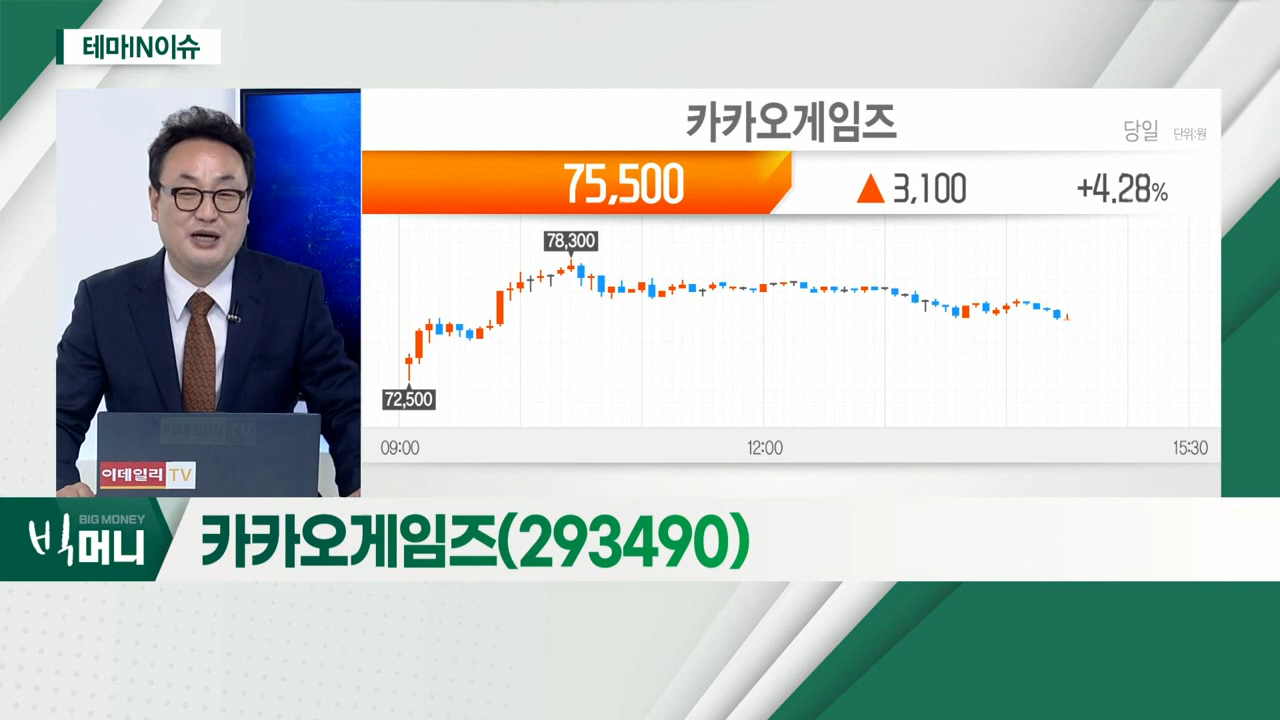 테마IN이슈
카카오게임즈
당일 단위:원
75,500 ▲ 3,100 +4.28%
78,300
72,500
09:00 12:00 15:30
이데일리 TV
BIG MONEY
빅머니
카카오게임즈(293490)